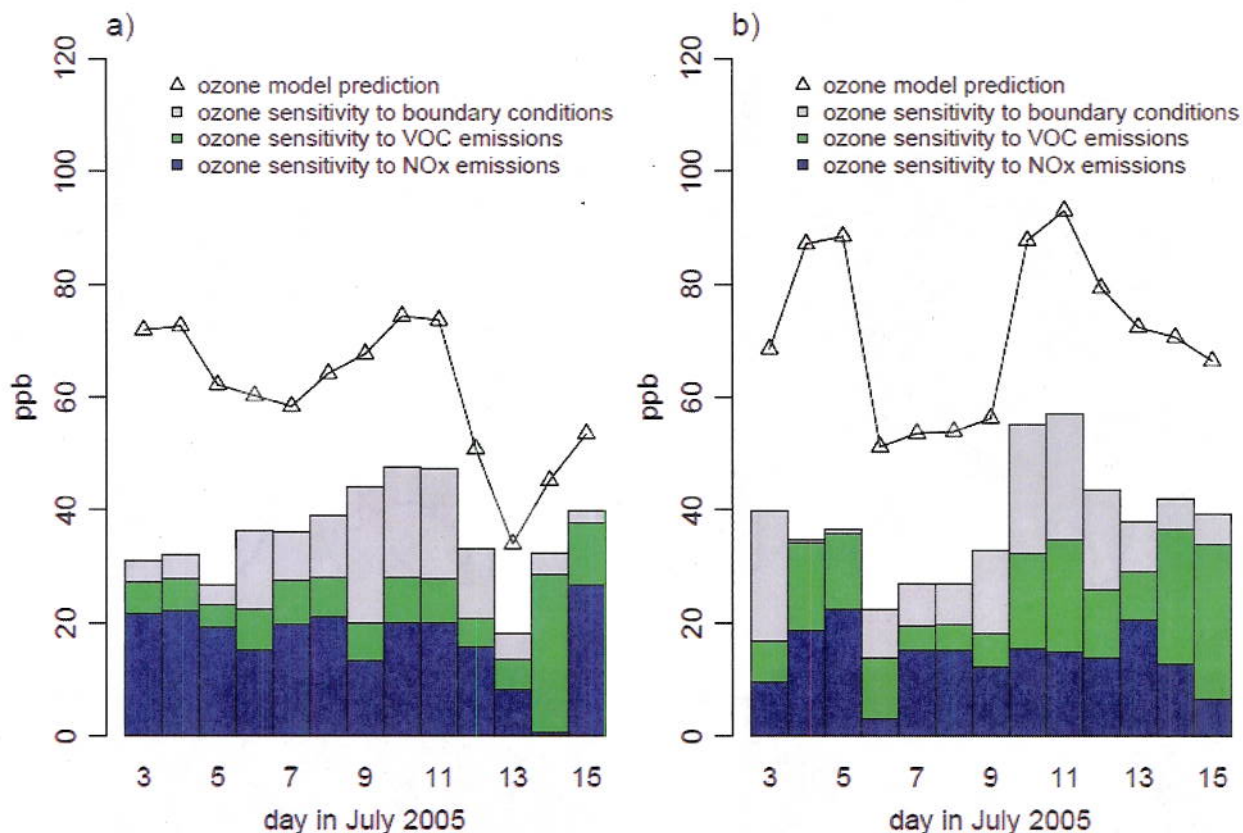 a)
120
100
80
60
40
20
0
ppb
△ ozone model prediction
ozone sensitivity to boundary conditions
ozone sensitivity to VOC emissions
ozone sensitivity to NOx emissions
3 5 7 9 11 13 15
day in July 2005
b)
120
100
80
60
40
20
0
ppb
△ ozone model prediction
ozone sensitivity to boundary conditions
ozone sensitivity to VOC emissions
ozone sensitivity to NOx emissions
3 5 7 9 11 13 15
day in July 2005